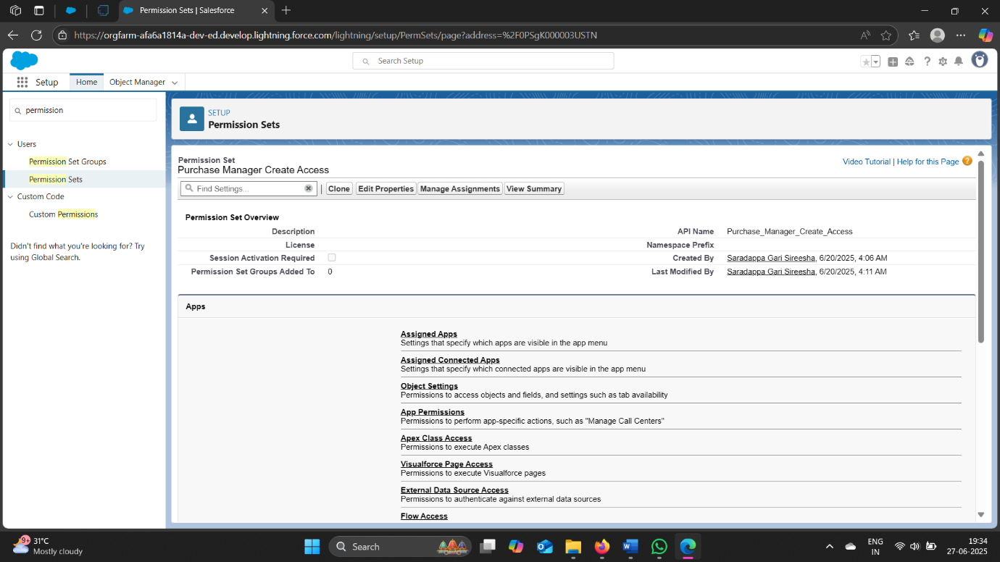 Permission Sets | Salesforce
https://orgfarm-afa6a1814a-dev-ed.develop.lightning.force.com/lightning/setup/PermSets/page?address=%2F0PSgK000003USTN
Search Setup
Setup
Home
Object Manager
permission
Users
Permission Set Groups
Permission Sets
Custom Code
Custom Permissions
Didn't find what you're looking for? Try
using Global Search.
SETUP
Permission Sets
Permission Set
Purchase Manager Create Access
Video Tutorial | Help for this Page
Find Settings...
Clone
Edit Properties
Manage Assignments
View Summary
Permission Set Overview
Description
API Name Purchase_Manager_Create_Access
License
Namespace Prefix
Session Activation Required
Created By Saradappa Gari Sireesha, 6/20/2025, 4:06 AM
Permission Set Groups Added To 0
Last Modified By Saradappa Gari Sireesha, 6/20/2025, 4:11 AM
Apps
Assigned Apps
Settings that specify which apps are visible in the app menu
Assigned Connected Apps
Settings that specify which connected apps are visible in the app menu
Object Settings
Permissions to access objects and fields, and settings such as tab availability
App Permissions
Permissions to perform app-specific actions, such as "Manage Call Centers"
Apex Class Access
Permissions to execute Apex classes
Visualforce Page Access
Permissions to execute Visualforce pages
External Data Source Access
Permissions to authenticate against external data sources
Flow Access
9+
31°C
Mostly cloudy
Search
ENG
IN
19:34
27-06-2025